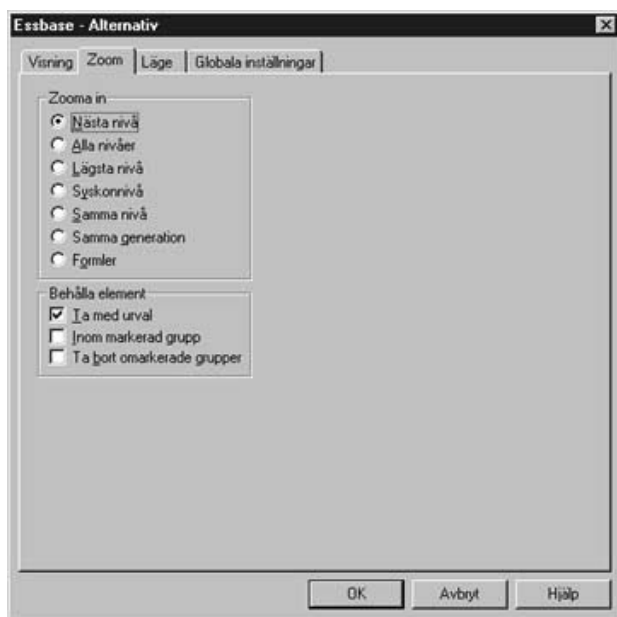 Essbase - Alternativ
Visning Zoom Läge Globala inställningar
Zooma in
Nästa nivå
Alla nivåer
Lägsta nivå
Syskonnivå
Samma nivå
Samma generation
Formler
Behålla element
Ta med urval
Inom markerad grupp
Ta bort omarkerade grupper
OK Avbryt Hjälp